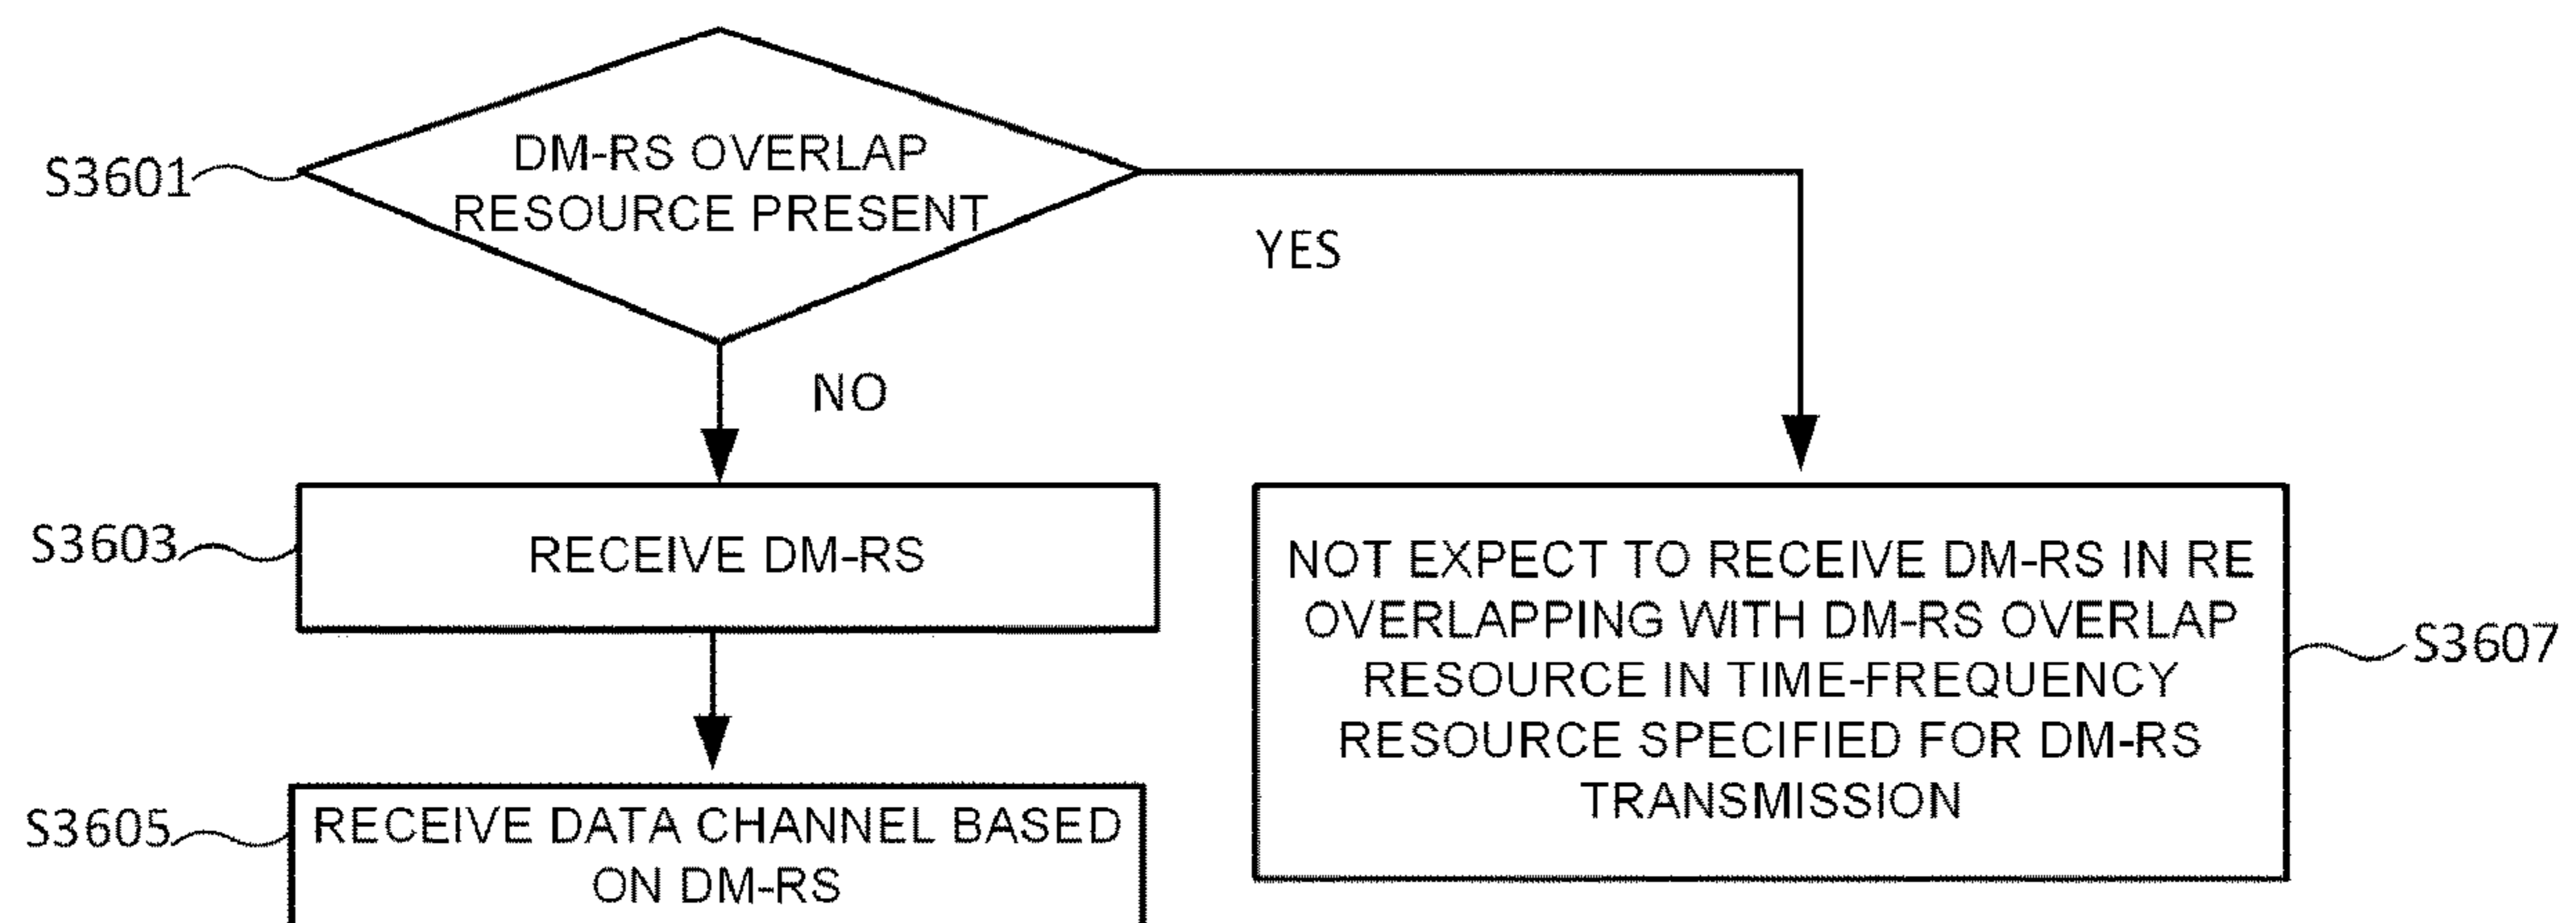 S3601
DM-RS OVERLAP
RESOURCE PRESENT
YES
NO
S3603
RECEIVE DM-RS
S3605
RECEIVE DATA CHANNEL BASED
ON DM-RS
NOT EXPECT TO RECEIVE DM-RS IN RE
OVERLAPPING WITH DM-RS OVERLAP
RESOURCE IN TIME-FREQUENCY
RESOURCE SPECIFIED FOR DM-RS
TRANSMISSION
S3607